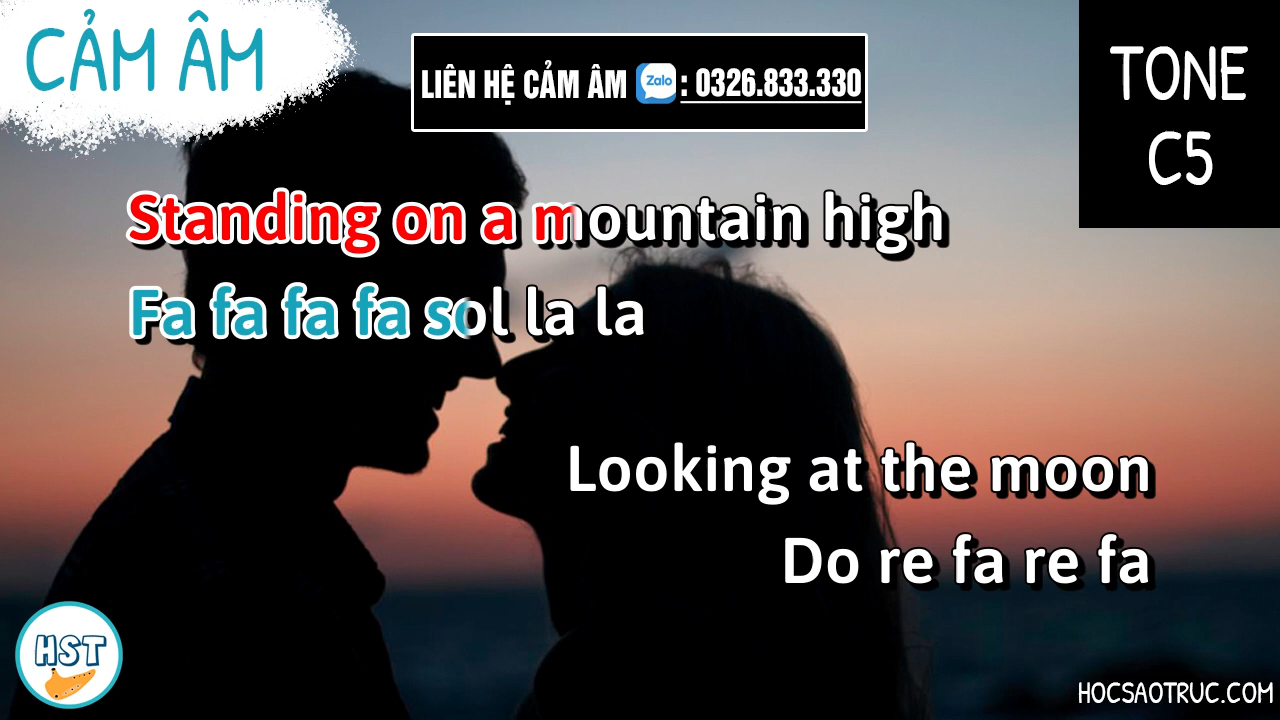 CẢM ÂM
LIÊN HỆ CẢM ÂM Zalo : 0326.833.330
TONE
C5
Standing on a mountain high
Fa fa fa fa sol la la
Looking at the moon
Do re fa re fa
HST
HOCSAOTRUC.COM